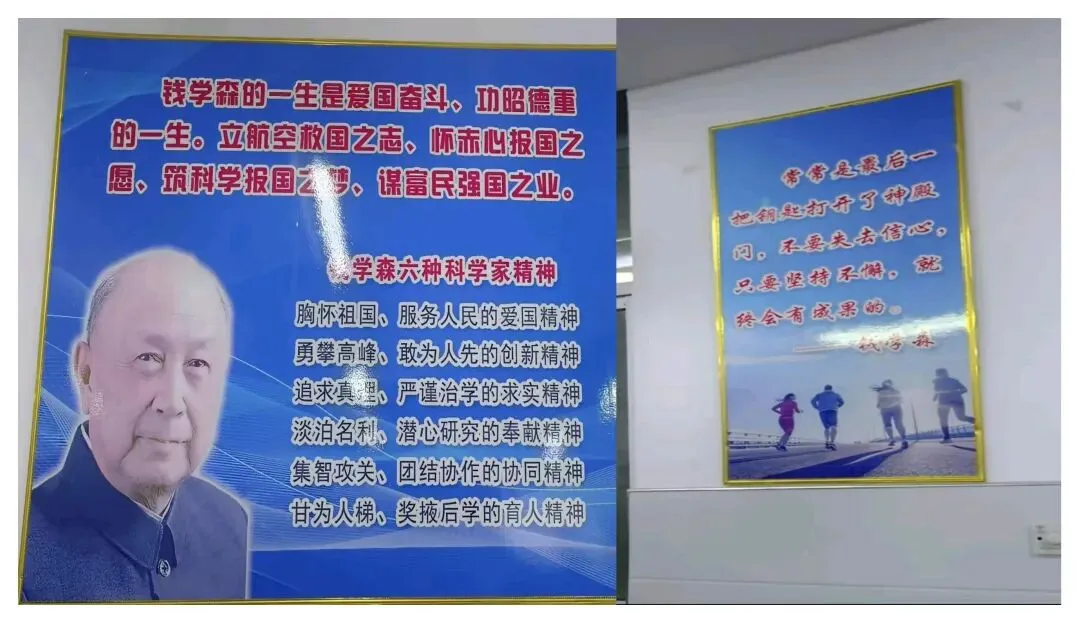 钱学森的一生是爱国奋斗、功昭德重
的一生。立航空救国之志、怀赤心报国之
愿、筑科学报国之梦、谋富民强国之业。
钱学森六种科学家精神
胸怀祖国、服务人民的爱国精神
勇攀高峰、敢为人先的创新精神
追求真理、严谨治学的求实精神
淡泊名利、潜心研究的奉献精神
集智攻关、团结协作的协同精神
甘为人梯、奖掖后学的育人精神
常常是最后一
把钥匙打开了神殿
门，不要失去信心，
只要坚持不懈，就
终会有成果的。
——钱学森